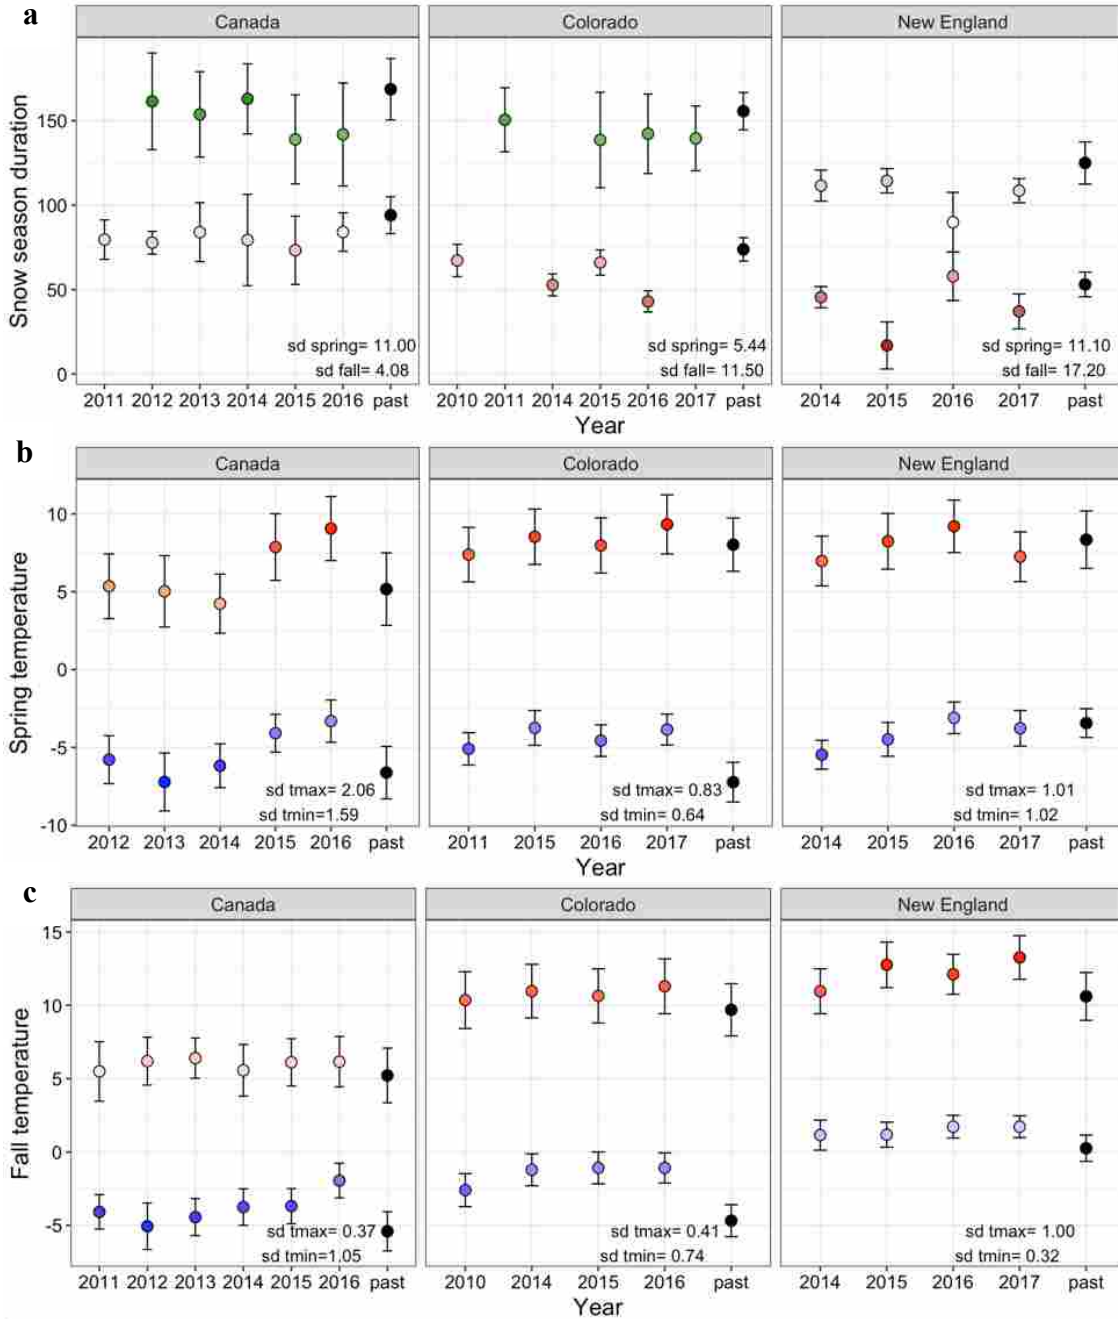 a
Canada Colorado New England
Snow season duration
150
100
50
0
sd spring= 11.00 sd spring= 5.44 sd spring= 11.10
sd fall= 4.08 sd fall= 11.50 sd fall= 17.20
2011 2012 2013 2014 2015 2016 past 2010 2011 2014 2015 2016 2017 past 2014 2015 2016 2017 past
Year
b
Canada Colorado New England
Spring temperature
10
5
0
-5
-10
sd tmax= 2.06 sd tmax= 0.83 sd tmax= 1.01
sd tmin=1.59 sd tmin= 0.64 sd tmin= 1.02
2012 2013 2014 2015 2016 past 2011 2015 2016 2017 past 2014 2015 2016 2017 past
Year
c
Canada Colorado New England
Fall temperature
15
10
5
0
-5
sd tmax= 0.37 sd tmax= 0.41 sd tmax= 1.00
sd tmin=1.05 sd tmin= 0.74 sd tmin= 0.32
2011 2012 2013 2014 2015 2016 past 2010 2014 2015 2016 past 2014 2015 2016 2017 past
Year